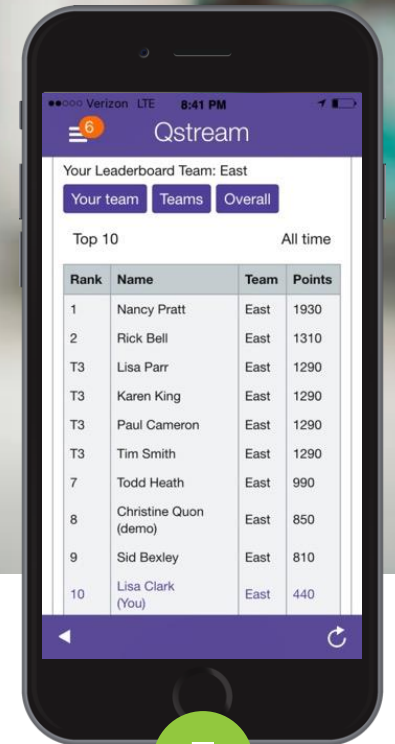 Verizon LTE 8:41 PM
6
Qstream
Your Leaderboard Team: East
Your team Teams Overall
Top 10 All time
Rank Name Team Points
1 Nancy Pratt East 1930
2 Rick Bell East 1310
T3 Lisa Parr East 1290
T3 Karen King East 1290
T3 Paul Cameron East 1290
T3 Tim Smith East 1290
7 Todd Heath East 990
8 Christine Quon East 850
(demo)
9 Sid Bexley East 810
10 Lisa Clark East 440
(You)